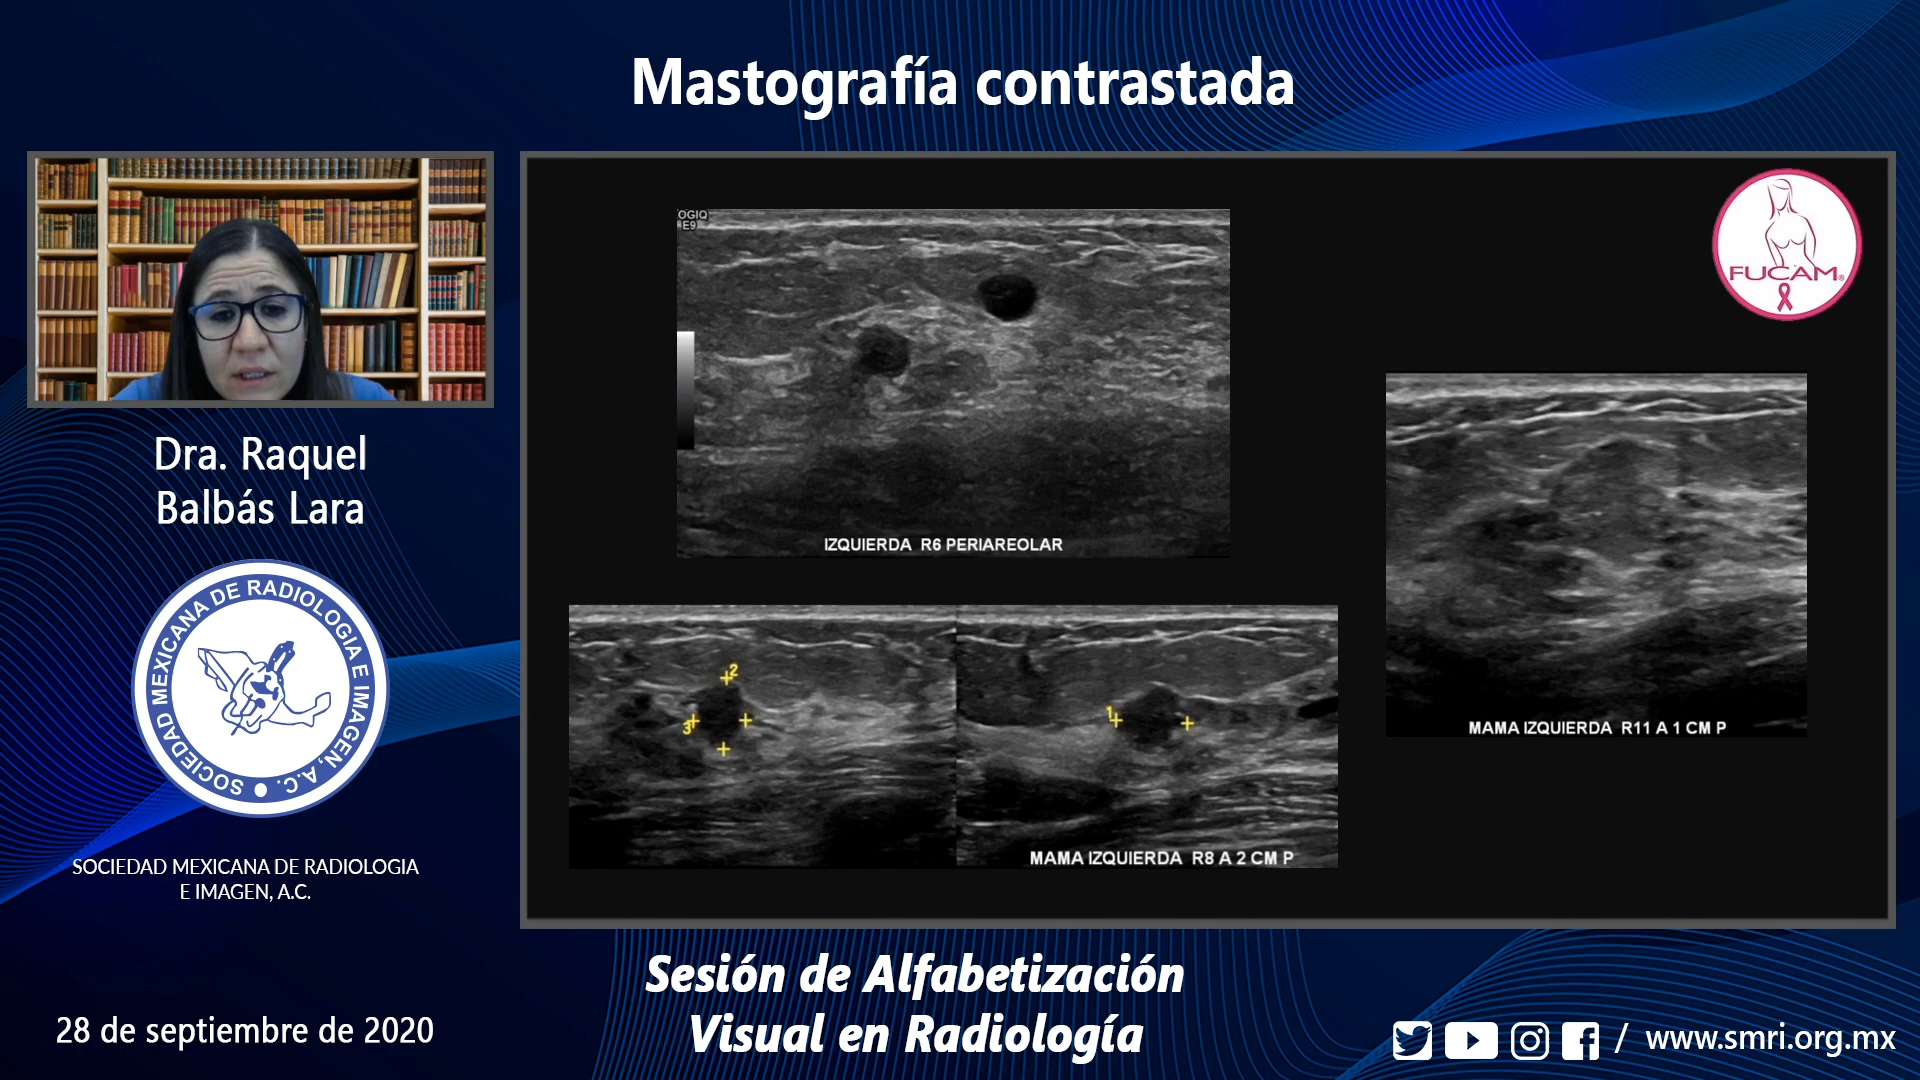 Mastografía contrastada
OGIQ
E9
FUCAM®
IZQUIERDA R6 PERIAREOLAR
2
3
1
MAMA IZQUIERDA R8 A 2 CM P
MAMA IZQUIERDA R11 A 1 CM P
Dra. Raquel
Balbás Lara
SOCIEDAD MEXICANA DE RADIOLOGIA E IMAGEN, A.C.
SOCIEDAD MEXICANA DE RADIOLOGIA
E IMAGEN, A.C.
28 de septiembre de 2020
Sesión de Alfabetización
Visual en Radiología
/ www.smri.org.mx